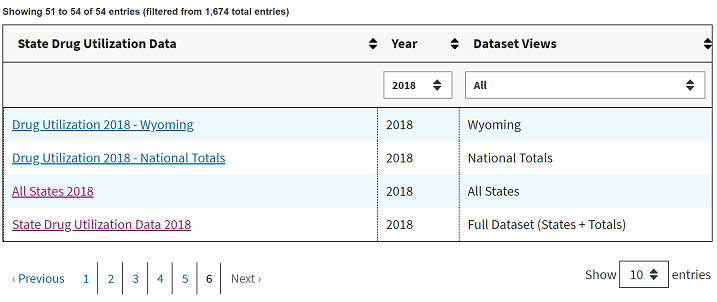 Showing 51 to 54 of 54 entries (filtered from 1,674 total entries)
State Drug Utilization Data Year Dataset Views
2018 All
Drug Utilization 2018 - Wyoming 2018 Wyoming
Drug Utilization 2018 - National Totals 2018 National Totals
All States 2018 2018 All States
State Drug Utilization Data 2018 2018 Full Dataset (States + Totals)
‹ Previous 1 2 3 4 5 6 Next › Show 10 entries